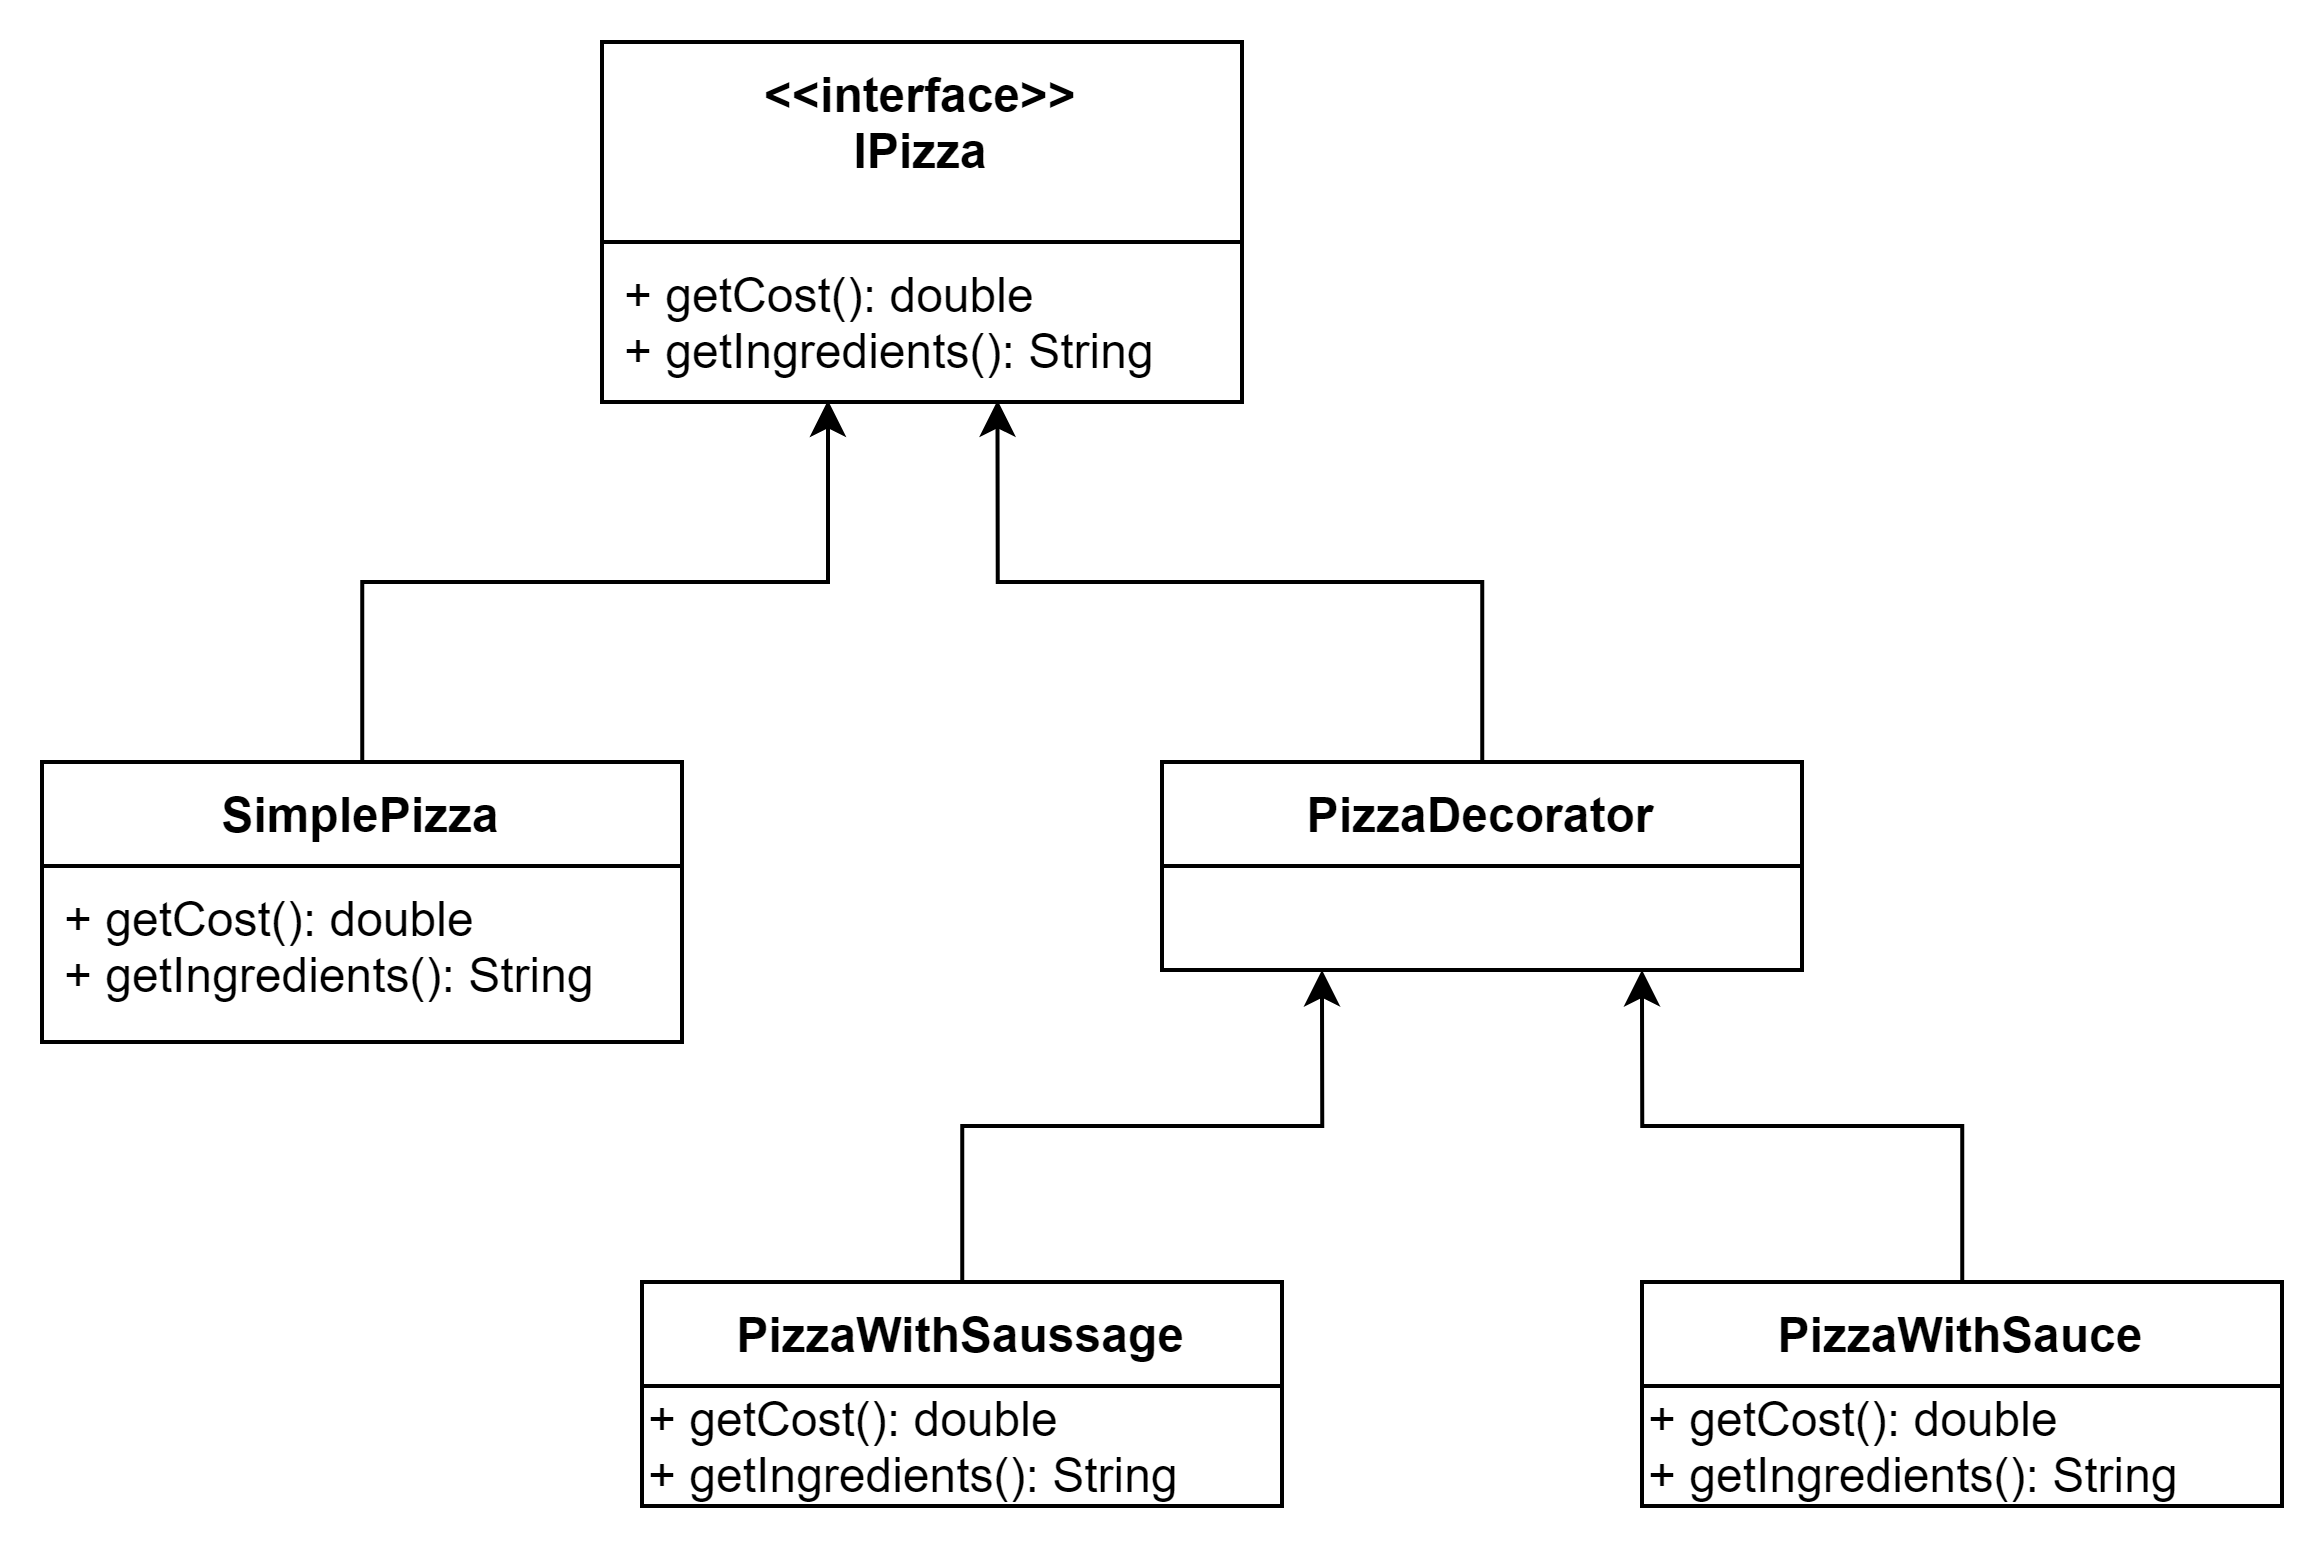 <<interface>>
IPizza
+ getCost(): double
+ getIngredients(): String
SimplePizza
+ getCost(): double
+ getIngredients(): String
PizzaDecorator
PizzaWithSaussage
+ getCost(): double
+ getIngredients(): String
PizzaWithSauce
+ getCost(): double
+ getIngredients(): String